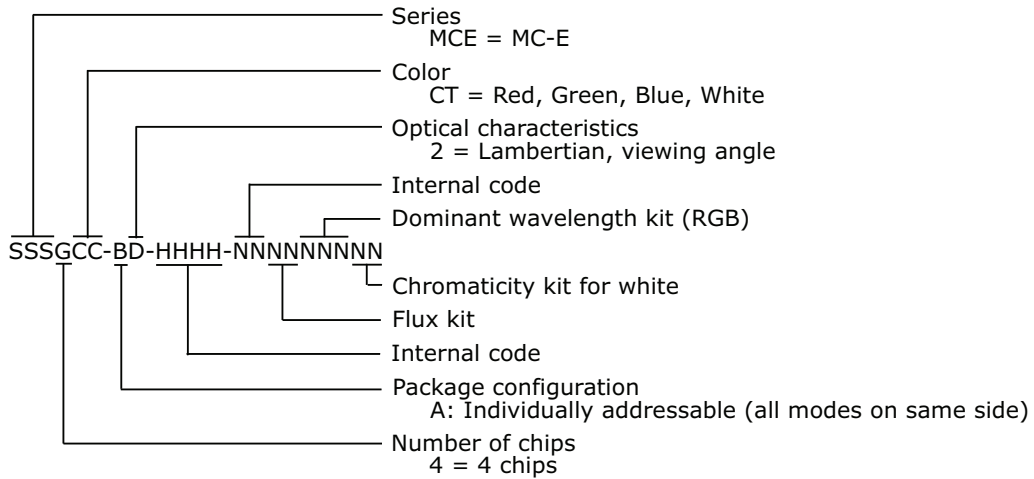 Series
MCE = MC-E
Color
CT = Red, Green, Blue, White
Optical characteristics
2 = Lambertian, viewing angle
Internal code
Dominant wavelength kit (RGB)
SSSGCC-BD-HHHH-NNNNNNNNN
Chromaticity kit for white
Flux kit
Internal code
Package configuration
A: Individually addressable (all modes on same side)
Number of chips
4 = 4 chips